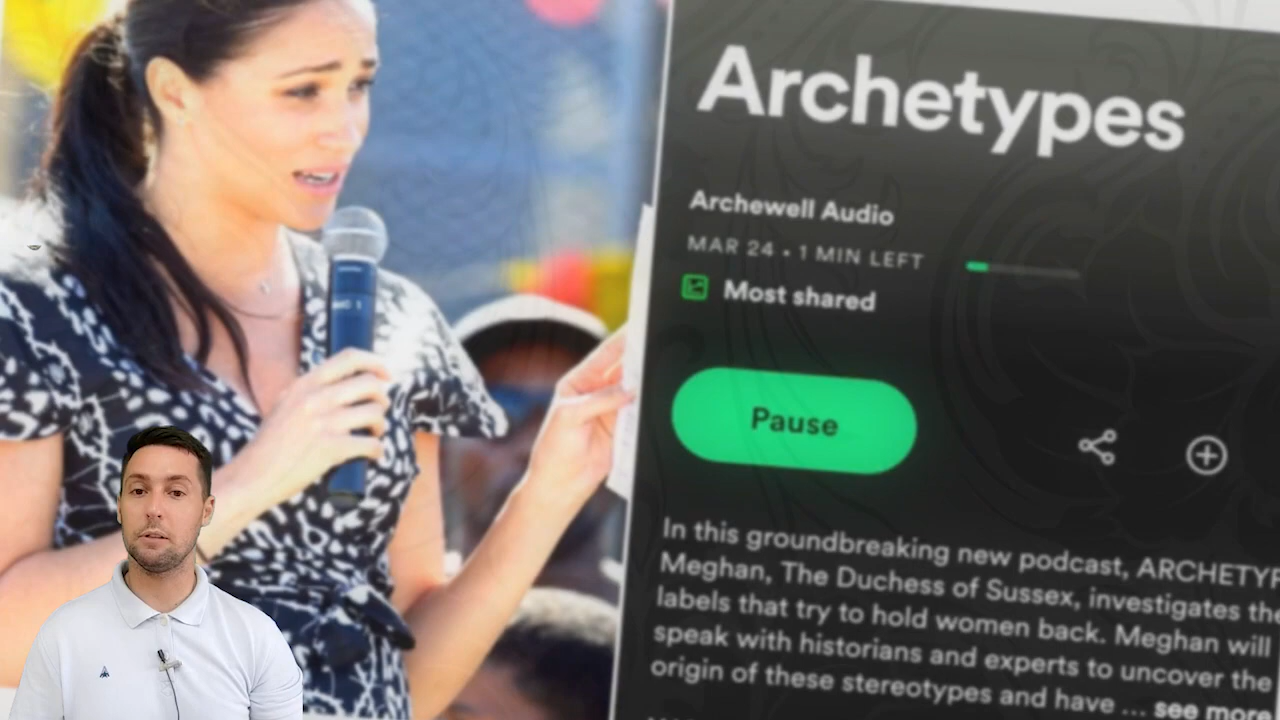 Archetypes
Archewell Audio
MAR 24 • 1 MIN LEFT
Most shared
Pause
In this groundbreaking new podcast, ARCHETYP
Meghan, The Duchess of Sussex, investigates the
labels that try to hold women back. Meghan will
speak with historians and experts to uncover the
origin of these stereotypes and have ... see more